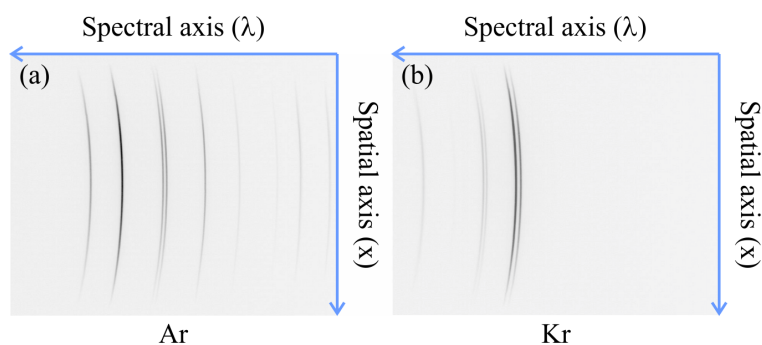 Spectral axis (λ)
(a)
Spatial axis (x)
Ar
Spectral axis (λ)
(b)
Spatial axis (x)
Kr